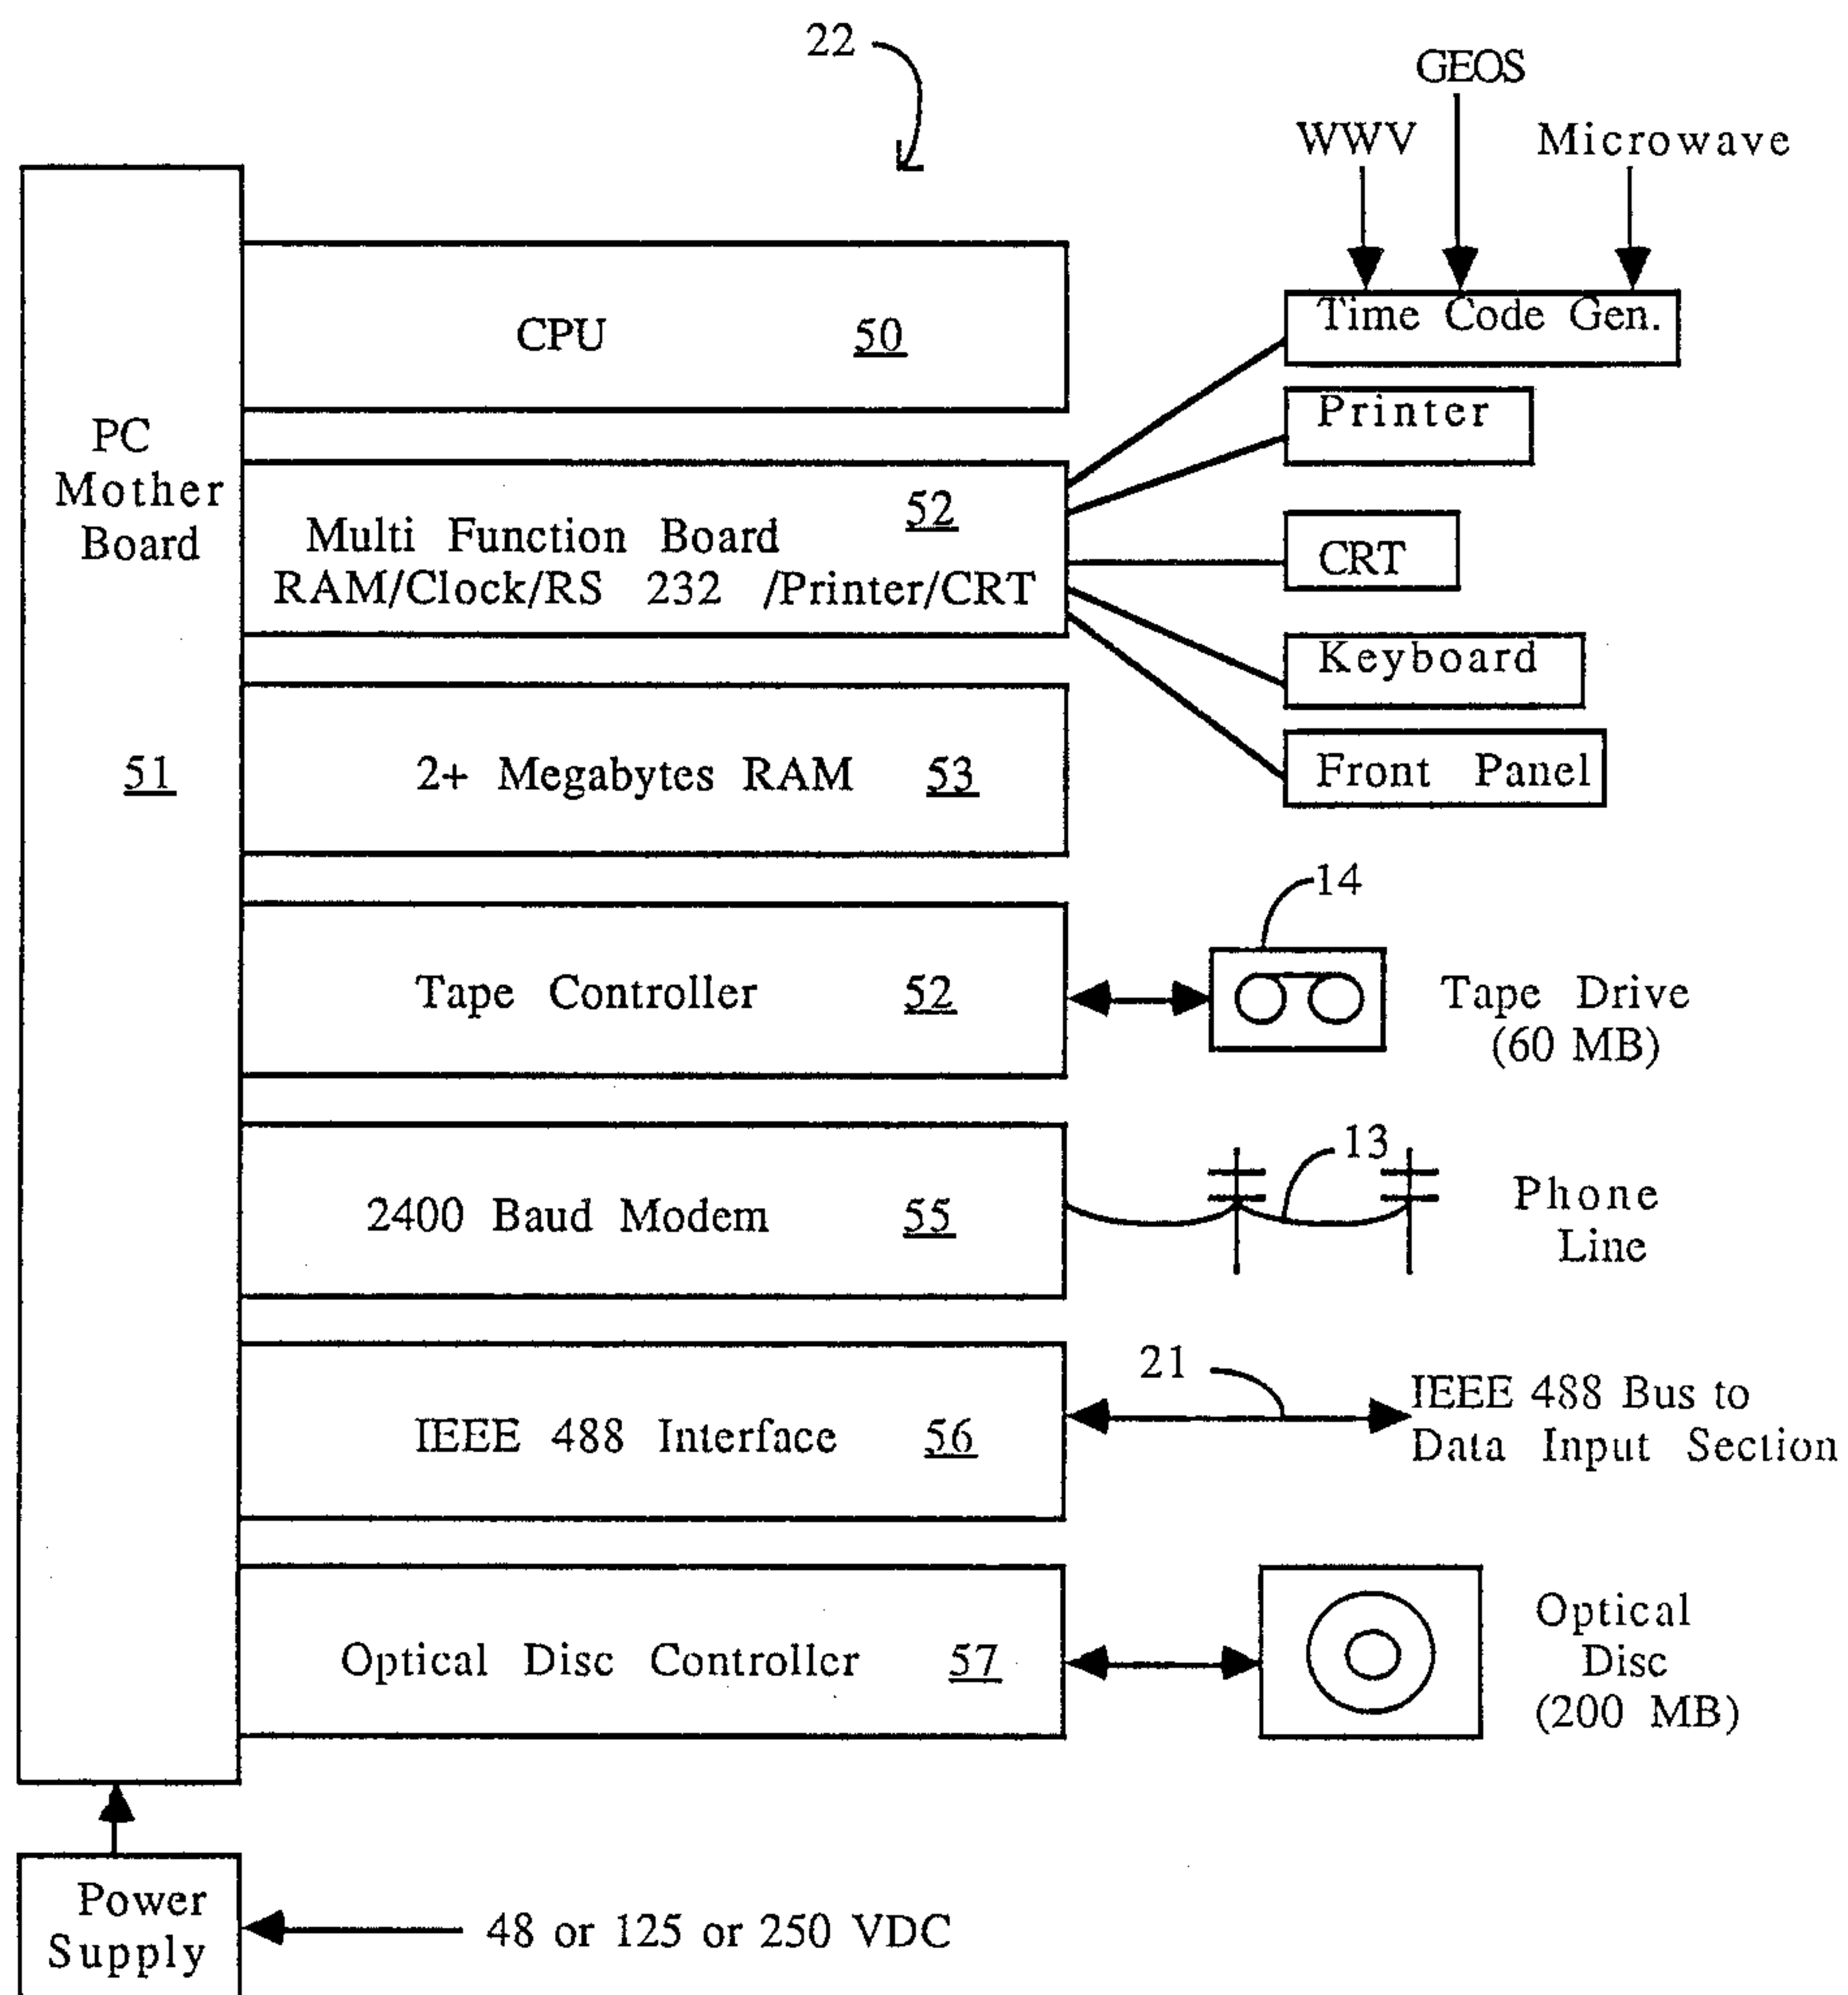 22
GEOS
WWV
Microwave
CPU 50
Time Code Gen.
Printer
PC
Mother
Board
52
Multi Function Board
RAM/Clock/RS 232 /Printer/CRT
CRT
Keyboard
51
2+ Megabytes RAM 53
Front Panel
14
Tape Controller 52
Tape Drive
(60 MB)
13
2400 Baud Modem 55
Phone
Line
21
IEEE 488 Interface 56
IEEE 488 Bus to
Data Input Section
Optical Disc Controller 57
Optical
Disc
(200 MB)
Power
Supply
48 or 125 or 250 VDC